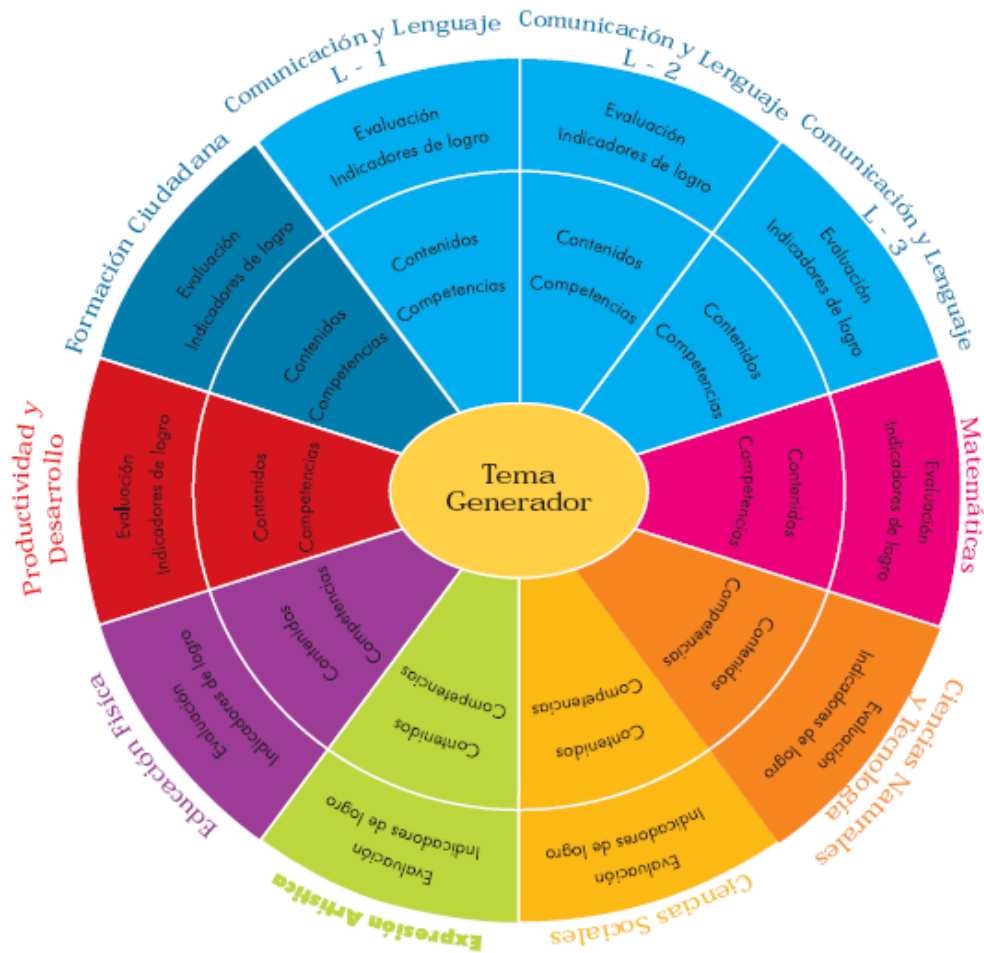 Comunicación y Lenguaje
L - 1
Evaluación
Indicadores de logro
Contenidos
Competencias
Comunicación y Lenguaje
L - 2
Evaluación
Indicadores de logro
Contenidos
Competencias
Comunicación y Lenguaje
L - 3
Evaluación
Indicadores de logro
Contenidos
Competencias
Matemáticas
Evaluación
Indicadores de logro
Contenidos
Competencias
Ciencias Naturales
y Tecnología
Evaluación
Indicadores de logro
Contenidos
Competencias
Ciencias Sociales
Evaluación
Indicadores de logro
Contenidos
Competencias
Expresión Artística
Evaluación
Indicadores de logro
Contenidos
Competencias
Educación Fisíca
Evaluación
Indicadores de logro
Contenidos
Competencias
Productividad y
Desarrollo
Evaluación
Indicadores de logro
Contenidos
Competencias
Formación Ciudadana
Evaluación
Indicadores de logro
Contenidos
Competencias
Tema
Generador